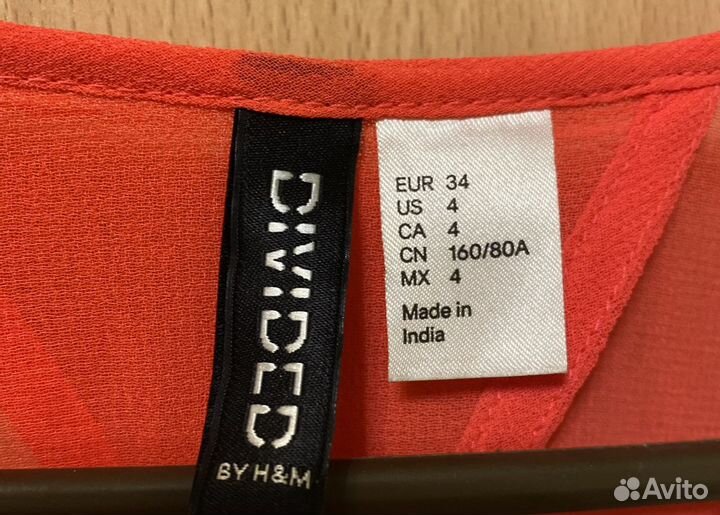 DIVIDED
BY H&M
EUR 34
US 4
CA 4
CN 160/80A
MX 4
Made in
India
Avito